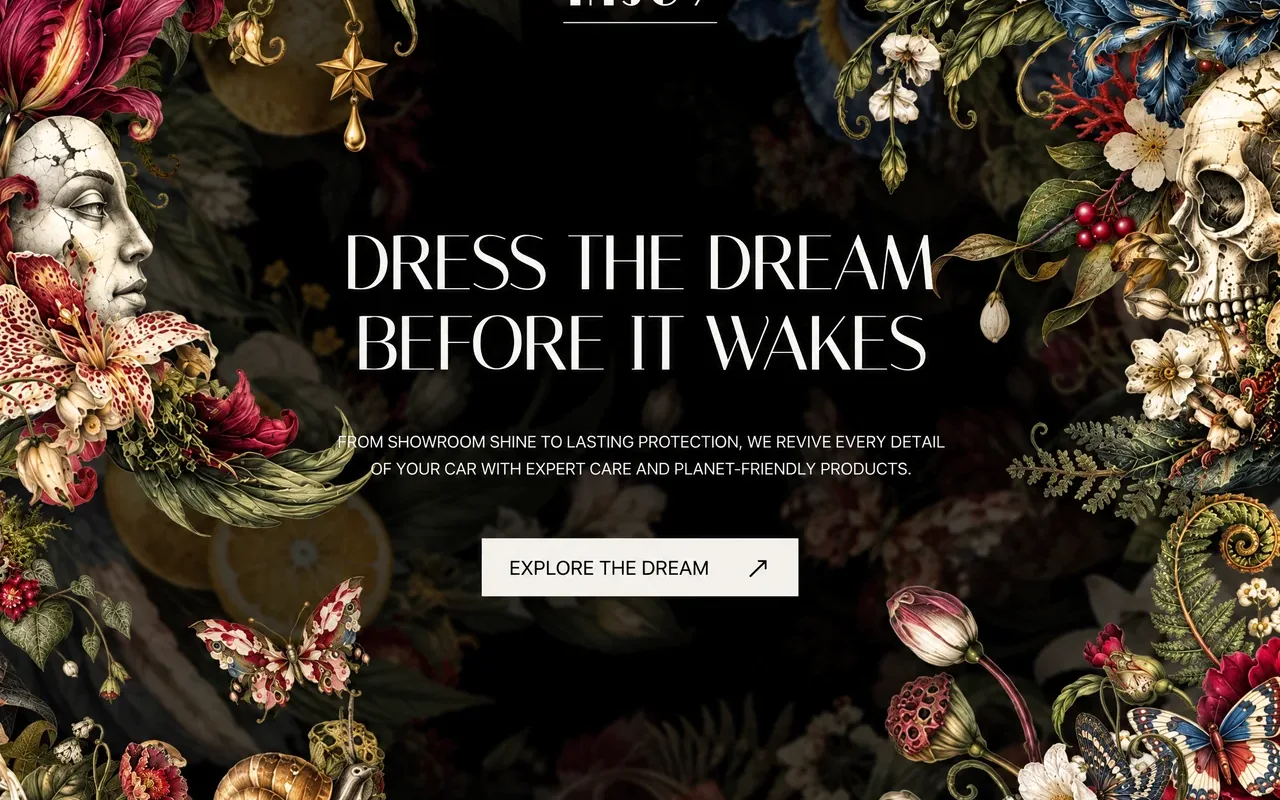 DRESS THE DREAM
BEFORE IT WAKES
FROM SHOWROOM SHINE TO LASTING PROTECTION, WE REVIVE EVERY DETAIL
OF YOUR CAR WITH EXPERT CARE AND PLANET-FRIENDLY PRODUCTS.
EXPLORE THE DREAM